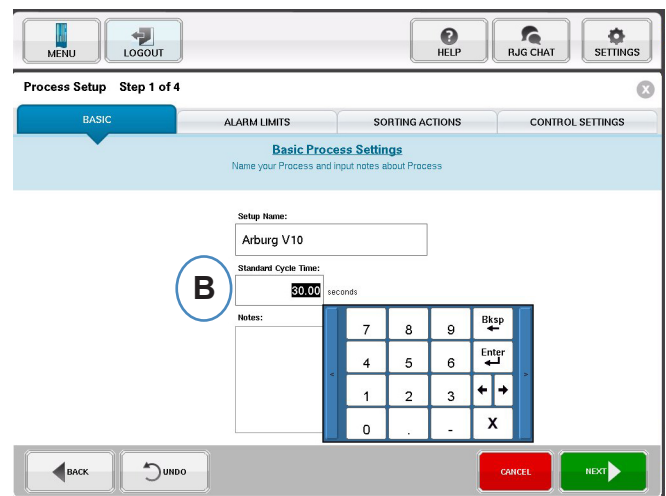 MENU
LOGOUT
HELP
RJG CHAT
SETTINGS
Process Setup Step 1 of 4
BASIC
ALARM LIMITS
SORTING ACTIONS
CONTROL SETTINGS
Basic Process Settings
Name your Process and input notes about Process
Setup Name:
Arburg V10
Standard Cycle Time:
B
30.00 seconds
Notes:
7 8 9 Bksp
4 5 6 Enter
< >
1 2 3
0 . - X
BACK
UNDO
CANCEL
NEXT